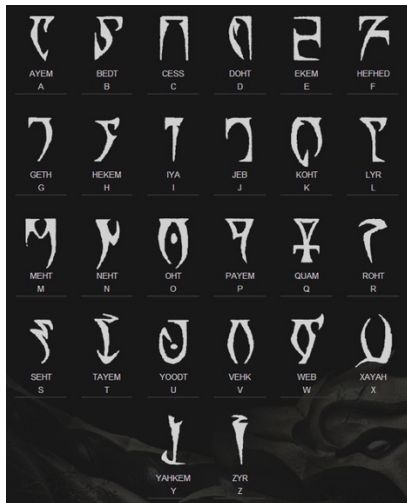 AYEM BEDT CESS DOHT EKEM HEFHED
A B C D E F
GETH HEKEM IYA JEB KOHT LYR
G H I J K L
MEHT NEHT OHT PAYEM QUAM ROHT
M N O P Q R
SEHT TAYEM YOODT VEHK WEB XAYAH
S T U V W X
YAHKEM ZYR
Y Z